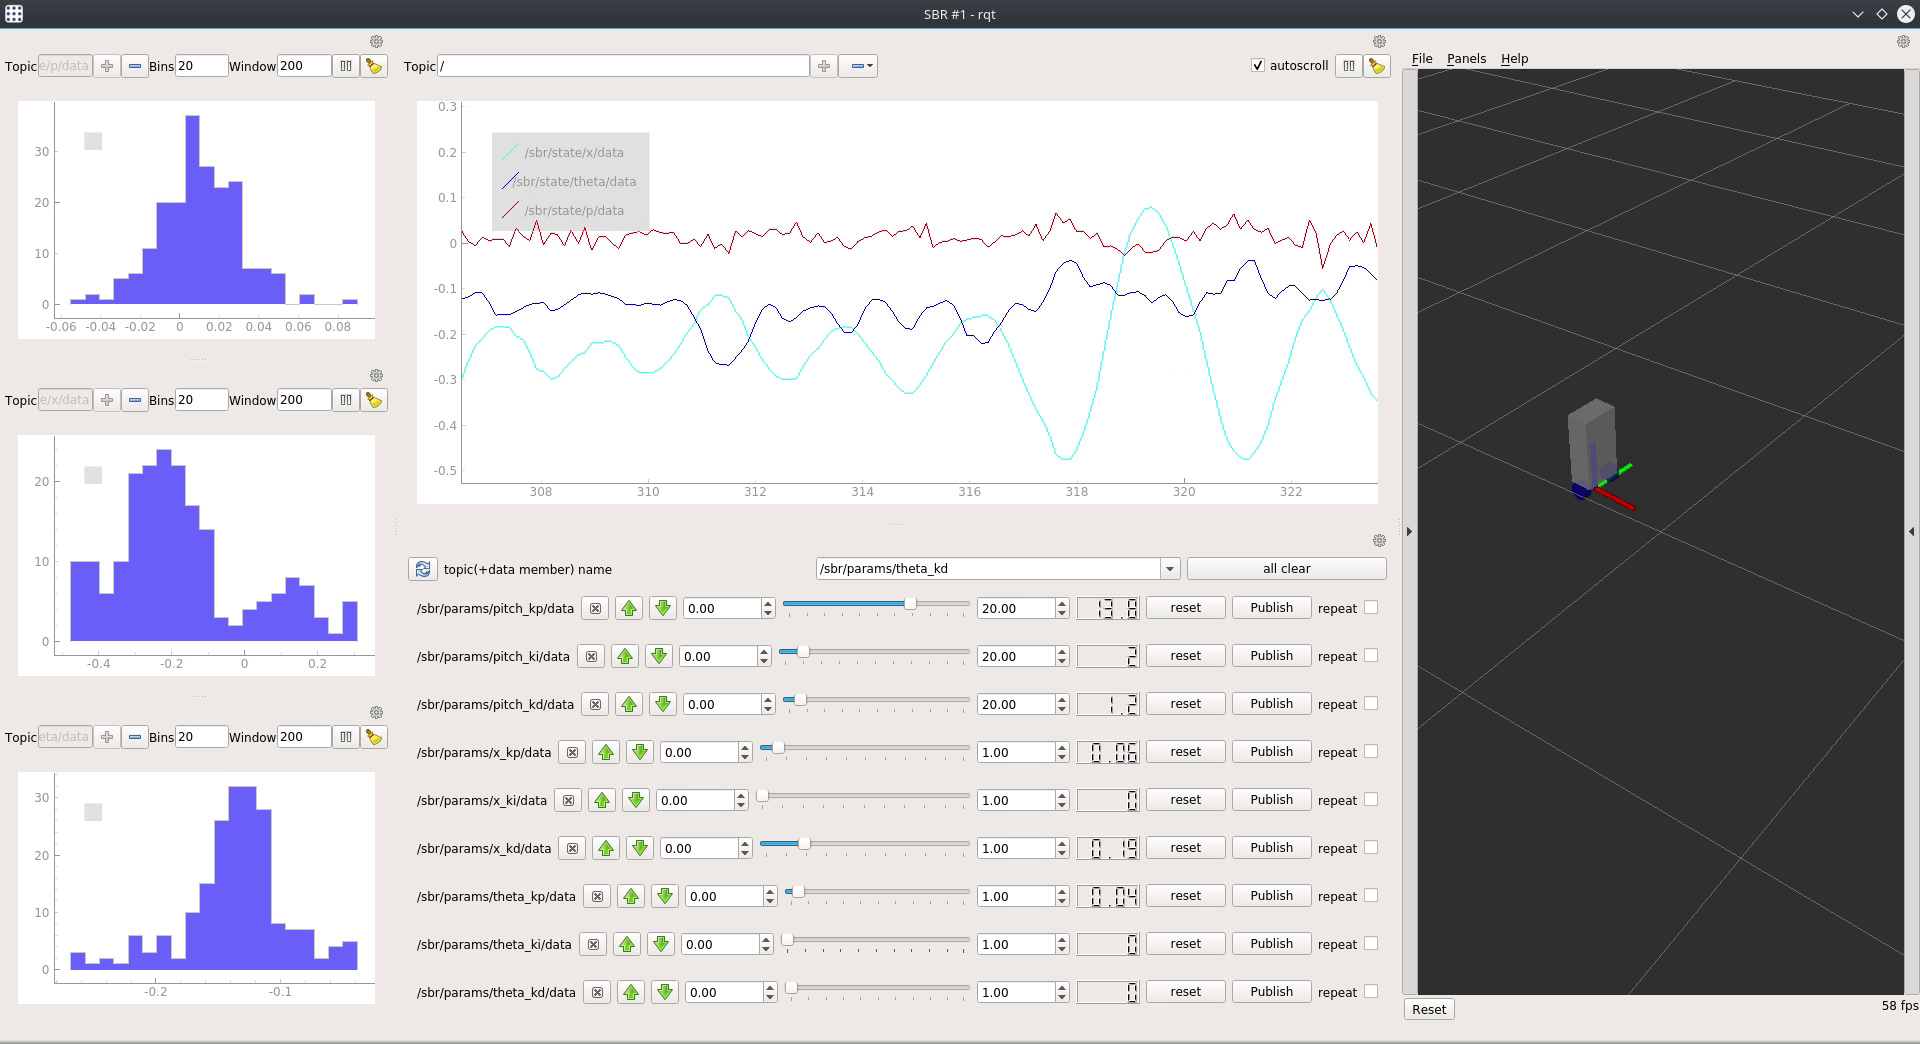 SBR #1 - rqt
Topic e/p/data Bins 20 Window 200
30
20
10
0
-0.06 -0.04 -0.02 0 0.02 0.04 0.06 0.08
Topic e/x/data Bins 20 Window 200
20
10
0
-0.4 -0.2 0 0.2
Topic eta/data Bins 20 Window 200
30
20
10
0
-0.2 -0.1
Topic / autoscroll
0.3
0.2
0.1
0
-0.1
-0.2
-0.3
-0.4
-0.5
/sbr/state/x/data
/sbr/state/theta/data
/sbr/state/p/data
308 310 312 314 316 318 320 322
topic(+data member) name /sbr/params/theta_kd all clear
/sbr/params/pitch_kp/data 0.00 20.00 13.8 reset Publish repeat
/sbr/params/pitch_ki/data 0.00 20.00 2 reset Publish repeat
/sbr/params/pitch_kd/data 0.00 20.00 1.2 reset Publish repeat
/sbr/params/x_kp/data 0.00 1.00 0.06 reset Publish repeat
/sbr/params/x_ki/data 0.00 1.00 0 reset Publish repeat
/sbr/params/x_kd/data 0.00 1.00 0.19 reset Publish repeat
/sbr/params/theta_kp/data 0.00 1.00 0.04 reset Publish repeat
/sbr/params/theta_ki/data 0.00 1.00 0 reset Publish repeat
/sbr/params/theta_kd/data 0.00 1.00 0 reset Publish repeat
File Panels Help
Reset 58 fps